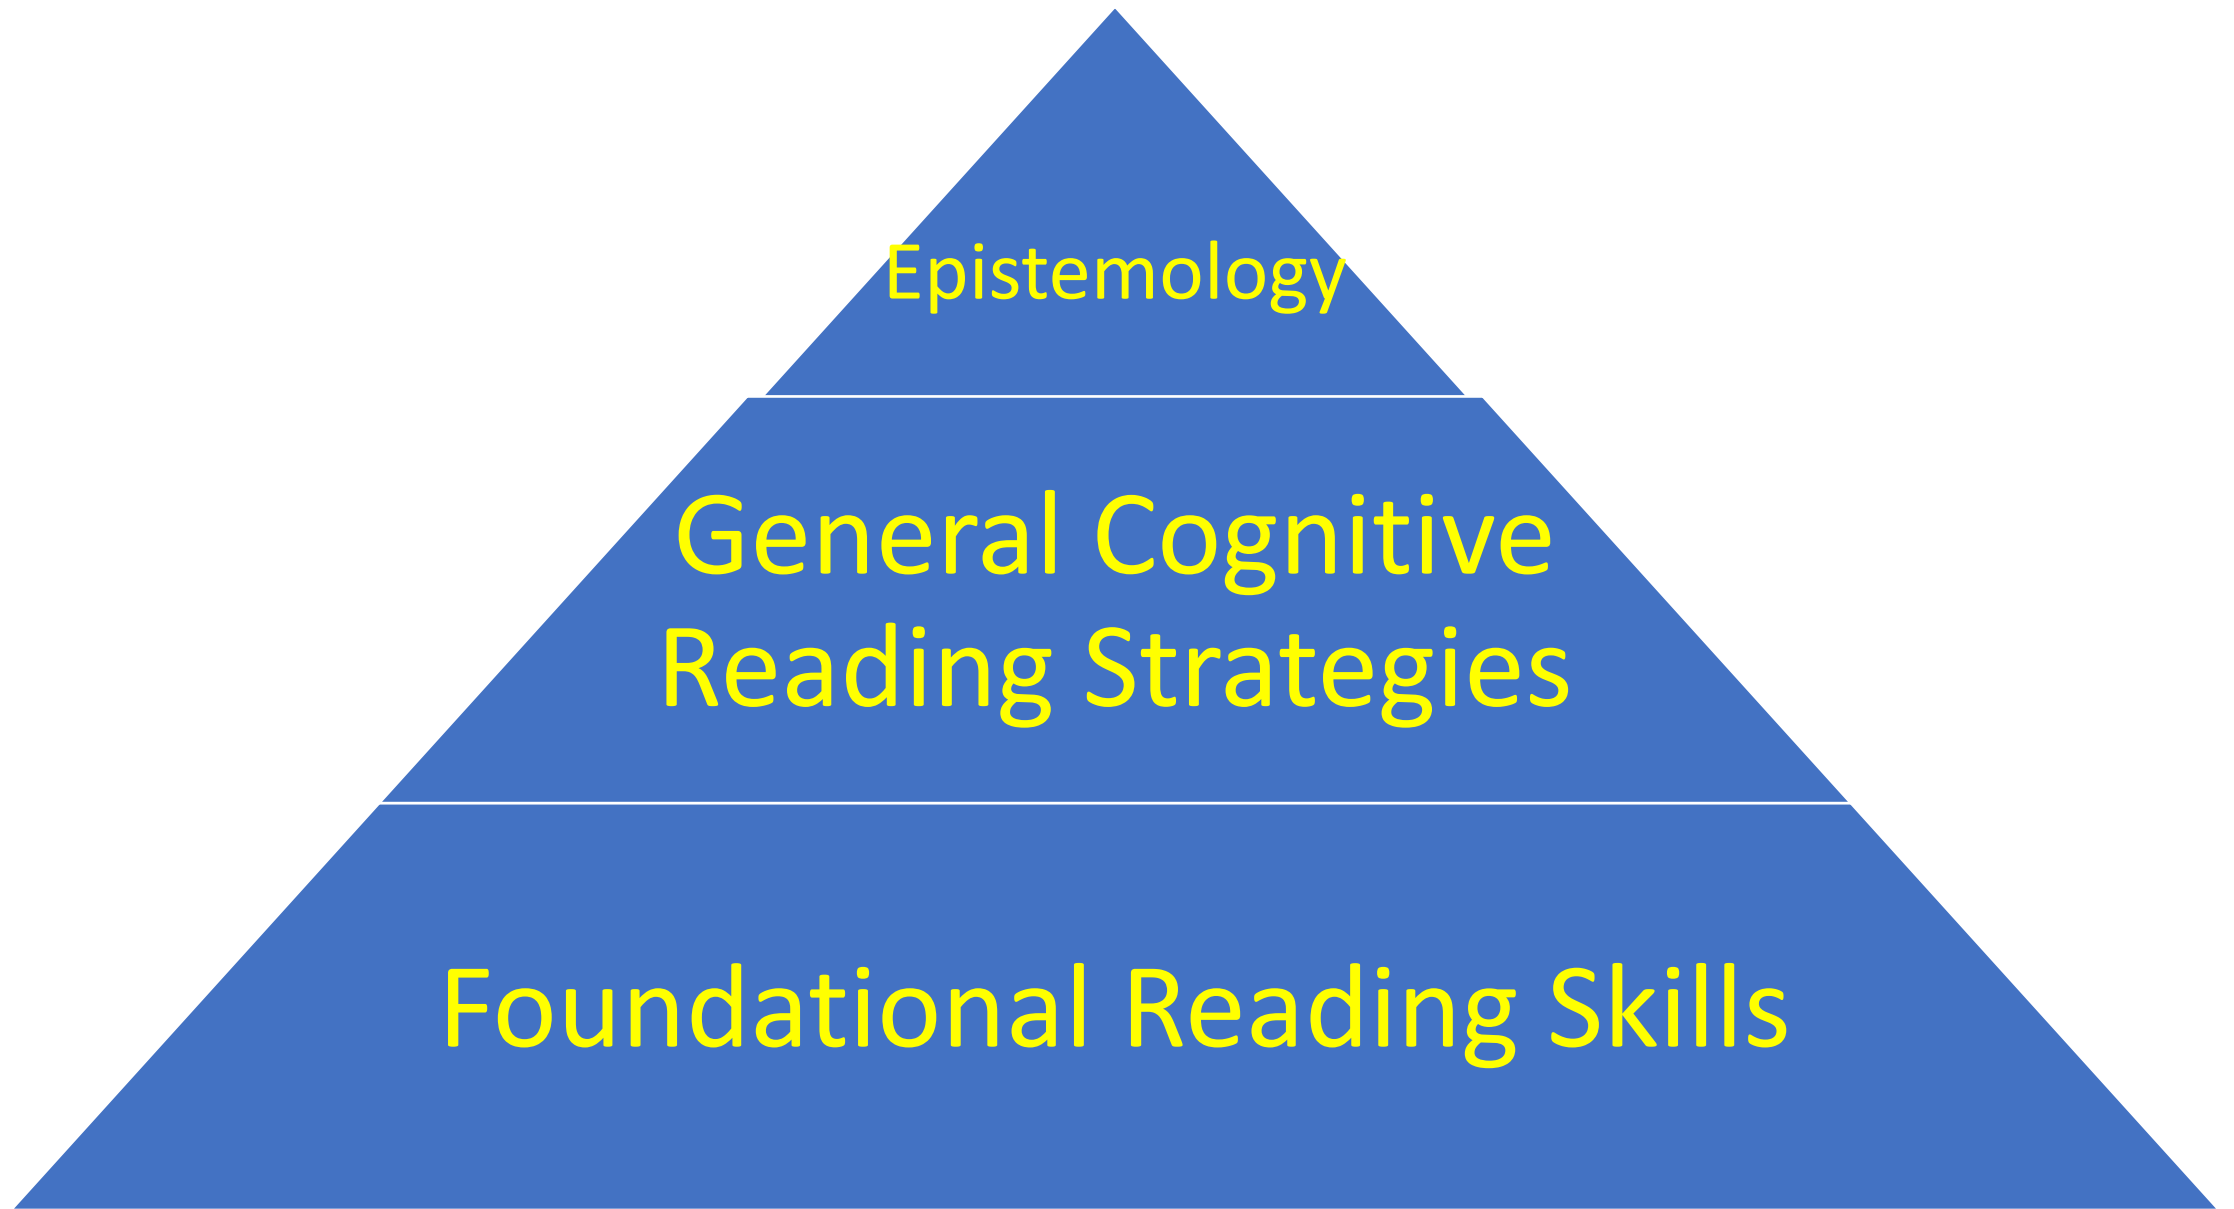 Epistemology
General Cognitive
Reading Strategies
Foundational Reading Skills